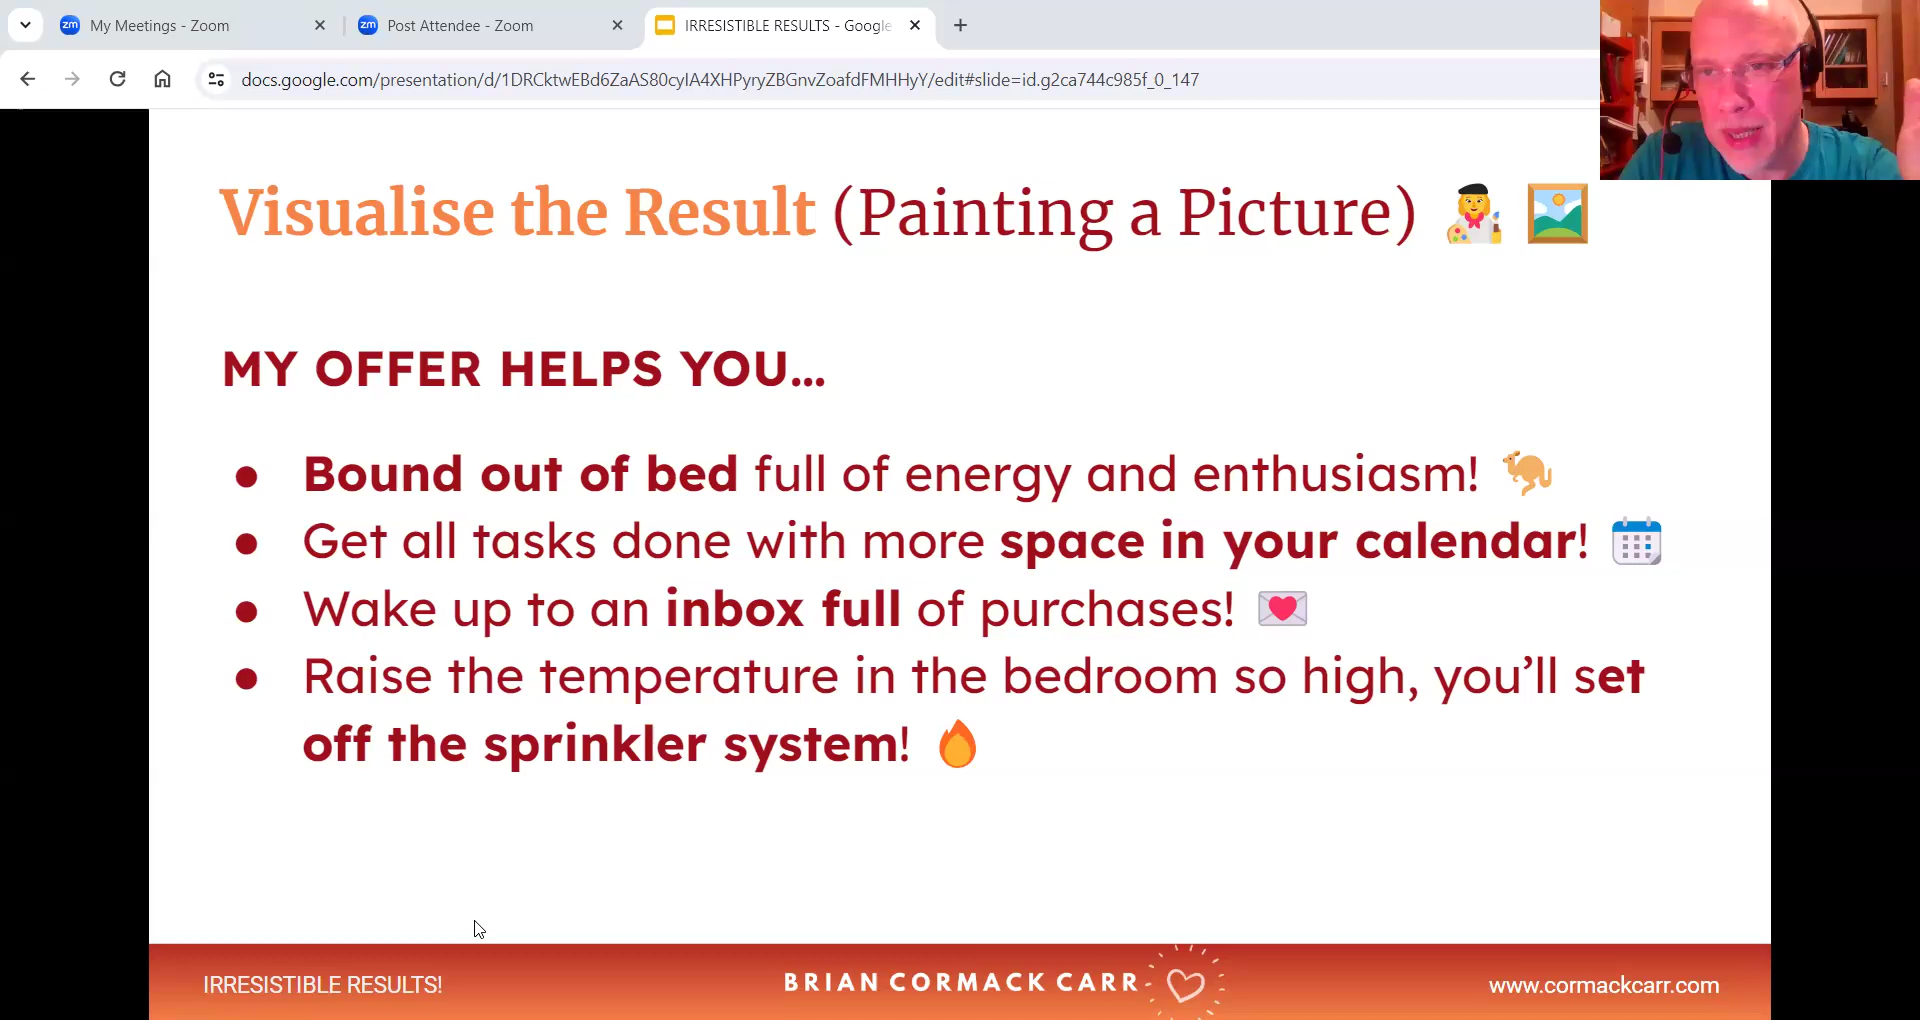 My Meetings - Zoom
Post Attendee - Zoom
IRRESISTIBLE RESULTS - Google
docs.google.com/presentation/d/1DRCktwEBd6ZaAS80cyIA4XHPyryZBGnvZoafdFMHHyY/edit#slide=id.g2ca744c985f_0_147
Visualise the Result (Painting a Picture)
MY OFFER HELPS YOU...
● Bound out of bed full of energy and enthusiasm!
● Get all tasks done with more space in your calendar!
● Wake up to an inbox full of purchases!
● Raise the temperature in the bedroom so high, you’ll set
off the sprinkler system!
IRRESISTIBLE RESULTS!
BRIAN CORMACK CARR
www.cormackcarr.com